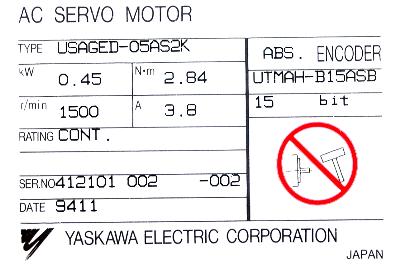 AC SERVO MOTOR
TYPE USAGED-05AS2K
ABS. ENCODER
kW 0.45 N·m 2.84
UTMAH-B15ASB
r/min 1500 A 3.8
15 bit
RATING CONT.
SER.NO 412101 002 -002
DATE 9411
YASKAWA ELECTRIC CORPORATION
JAPAN